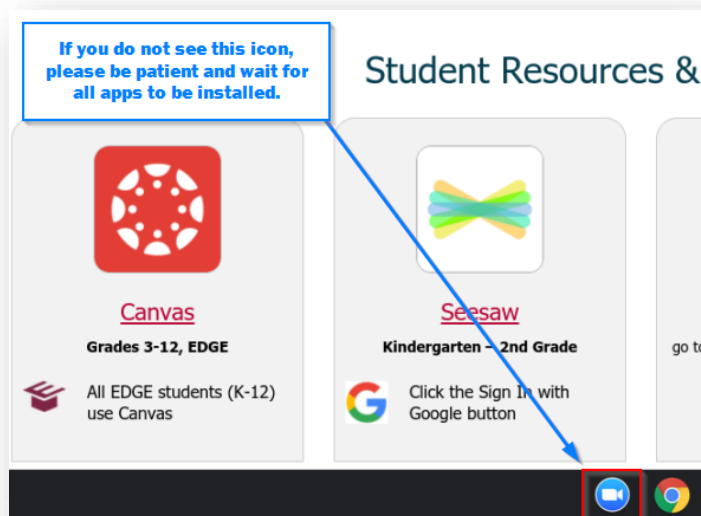 If you do not see this icon,
please be patient and wait for
all apps to be installed.
Student Resources &
Canvas
Grades 3-12, EDGE
All EDGE students (K-12)
use Canvas
Seesaw
Kindergarten – 2nd Grade
Click the Sign In with
Google button
go to